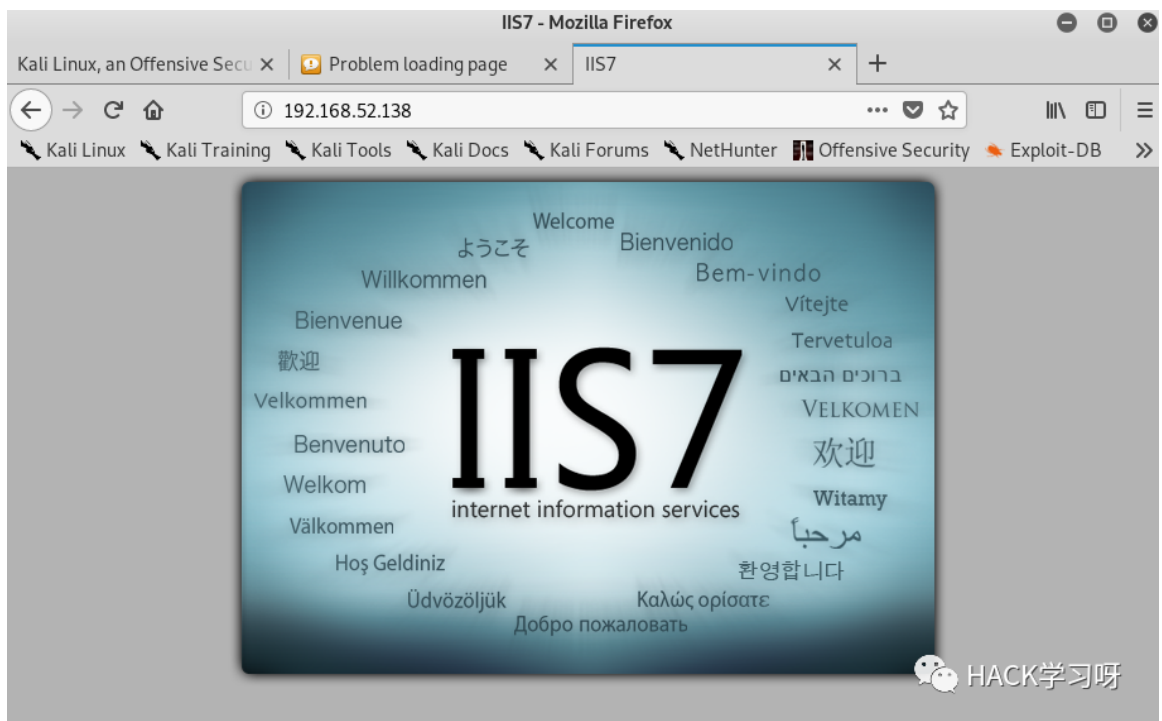 IIS7 - Mozilla Firefox
Kali Linux, an Offensive Secu
Problem loading page
IIS7
192.168.52.138
Kali Linux Kali Training Kali Tools Kali Docs Kali Forums NetHunter Offensive Security Exploit-DB
Welcome
ようこそ
Bienvenido
Willkommen
Bem-vindo
Vítejte
Bienvenue
Tervetuloa
歡迎
ברוכים הבאים
Velkommen
VELKOMEN
Benvenuto
欢迎
Welkom
Witamy
Välkommen
مرحباً
Hoş Geldiniz
환영합니다
Üdvözöljük
Καλώς ορίσατε
Добро пожаловать
IIS7
internet information services
HACK学习呀